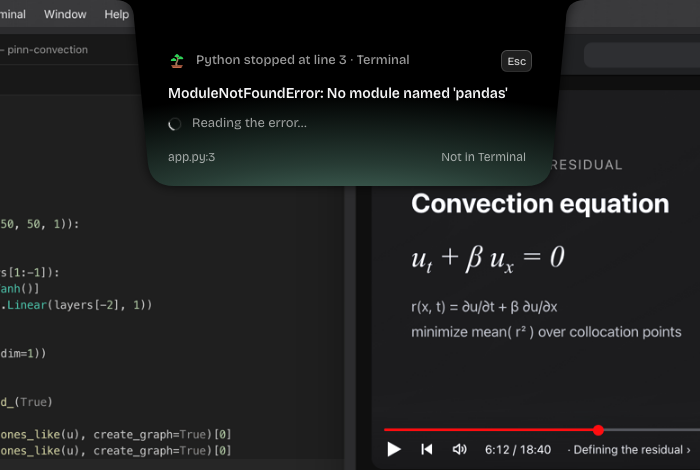 minal Window Help
– pinn-convection
Python stopped at line 3 · Terminal
Esc
ModuleNotFoundError: No module named 'pandas'
Reading the error...
app.py:3
Not in Terminal
50, 50, 1)):
s[1:-1]):
anh()]
.Linear(layers[-2], 1))
dim=1))
d_(True)
ones_like(u), create_graph=True)[0]
ones_like(u), create_graph=True)[0]
RESIDUAL
Convection equation
uₜ + β uₓ = 0
r(x, t) = ∂u/∂t + β ∂u/∂x
minimize mean( r² ) over collocation points
6:12 / 18:40 · Defining the residual ›